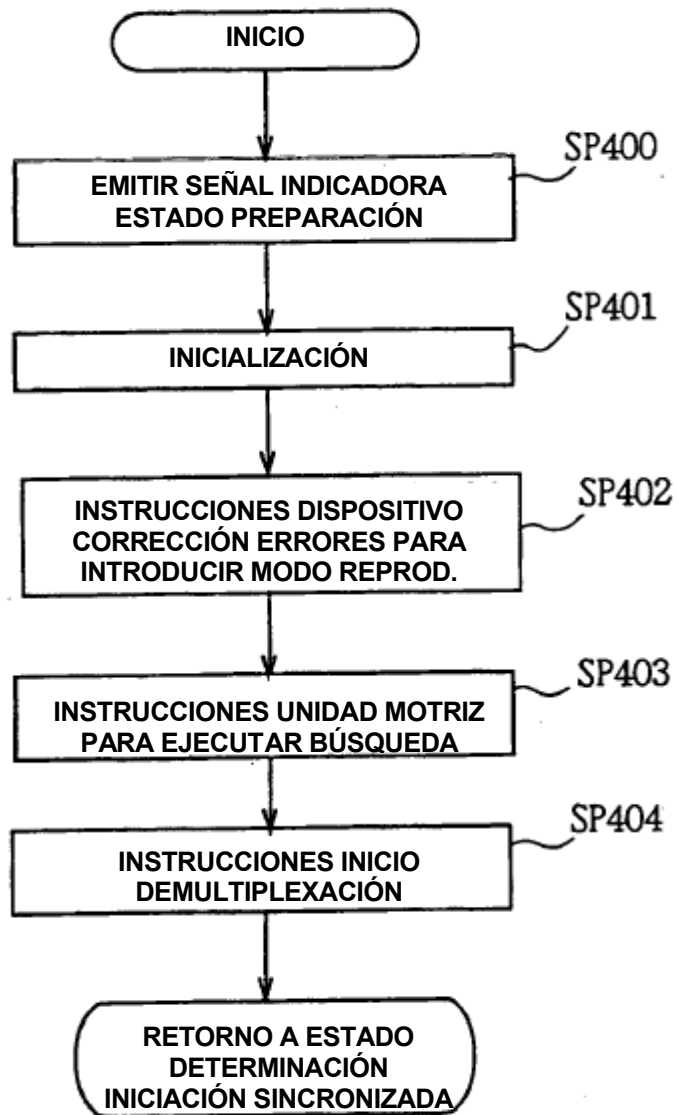 INICIO
SP400
EMITIR SEÑAL INDICADORA
ESTADO PREPARACIÓN
SP401
INICIALIZACIÓN
SP402
INSTRUCCIONES DISPOSITIVO
CORRECCIÓN ERRORES PARA
INTRODUCIR MODO REPROD.
SP403
INSTRUCCIONES UNIDAD MOTRIZ
PARA EJECUTAR BÚSQUEDA
SP404
INSTRUCCIONES INICIO
DEMULTIPLEXACIÓN
RETORNO A ESTADO
DETERMINACIÓN
INICIACIÓN SINCRONIZADA